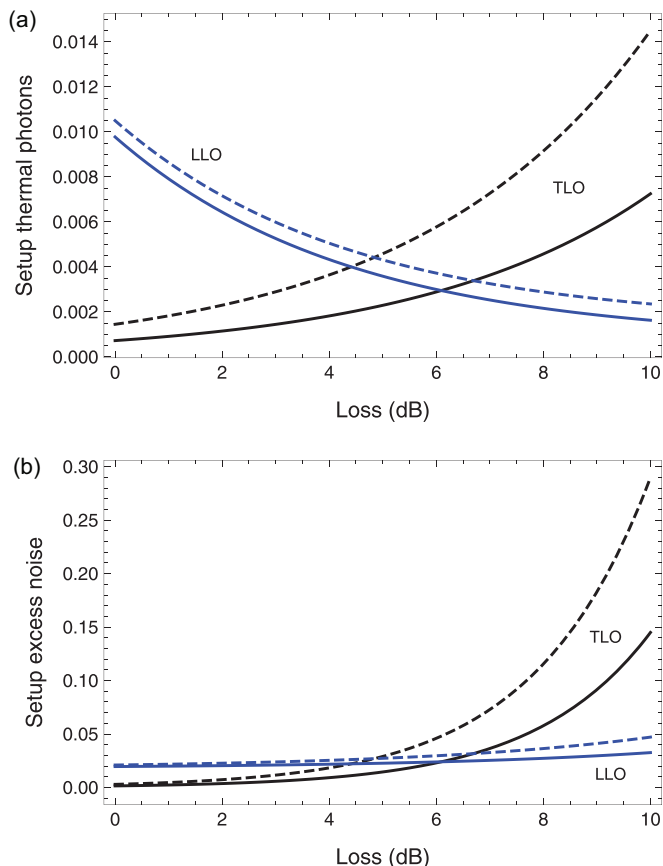 (a)
Setup thermal photons
0.014
0.012
0.010
0.008
0.006
0.004
0.002
0.000
LLO
TLO
0 2 4 6 8 10
Loss (dB)
(b)
Setup excess noise
0.30
0.25
0.20
0.15
0.10
0.05
0.00
TLO
LLO
0 2 4 6 8 10
Loss (dB)